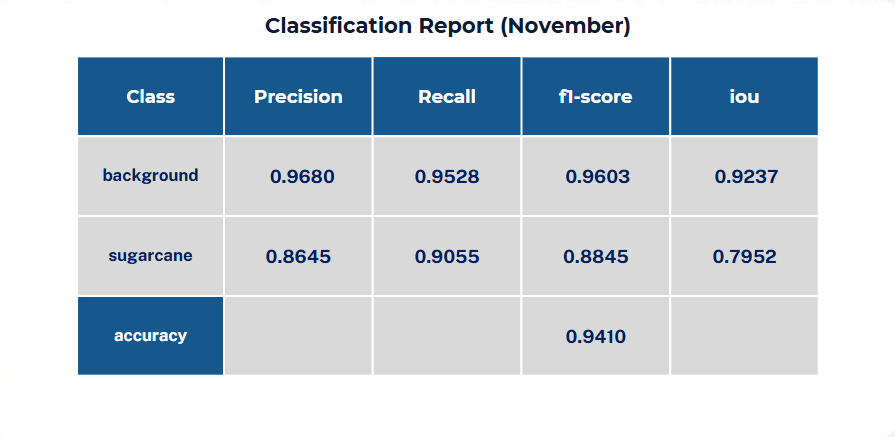 Classification Report (November)
Class Precision Recall f1-score iou
background 0.9680 0.9528 0.9603 0.9237
sugarcane 0.8645 0.9055 0.8845 0.7952
accuracy 0.9410